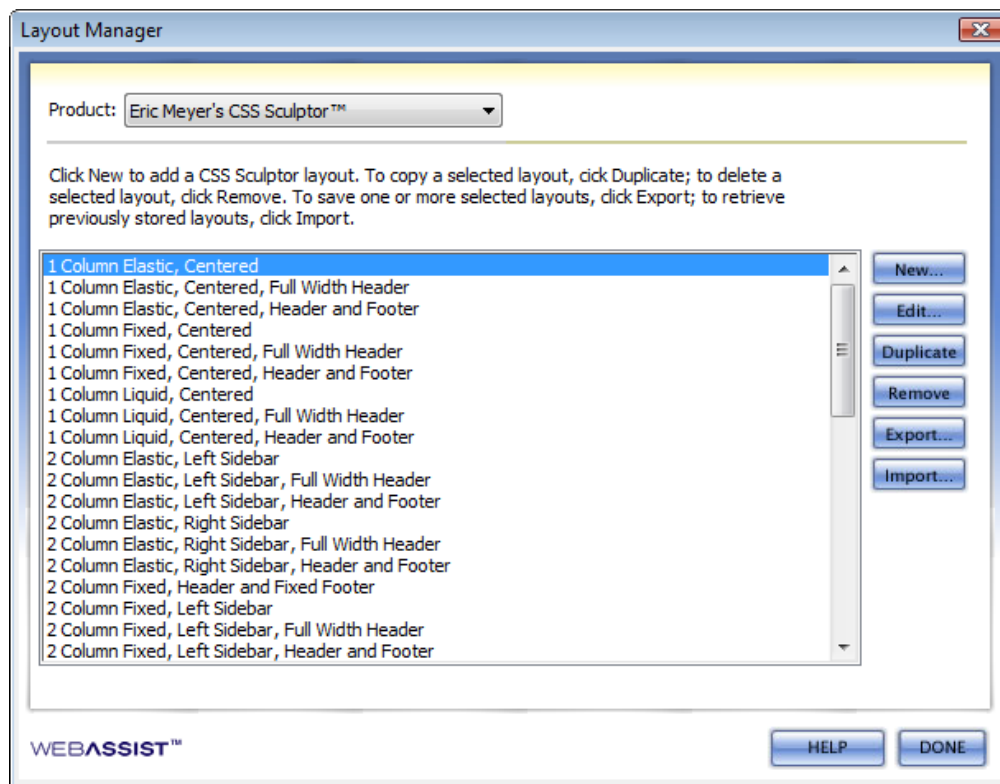 Layout Manager
Product: Eric Meyer's CSS Sculptor™
Click New to add a CSS Sculptor layout. To copy a selected layout, cick Duplicate; to delete a
selected layout, click Remove. To save one or more selected layouts, click Export; to retrieve
previously stored layouts, click Import.
1 Column Elastic, Centered
1 Column Elastic, Centered, Full Width Header
1 Column Elastic, Centered, Header and Footer
1 Column Fixed, Centered
1 Column Fixed, Centered, Full Width Header
1 Column Fixed, Centered, Header and Footer
1 Column Liquid, Centered
1 Column Liquid, Centered, Full Width Header
1 Column Liquid, Centered, Header and Footer
2 Column Elastic, Left Sidebar
2 Column Elastic, Left Sidebar, Full Width Header
2 Column Elastic, Left Sidebar, Header and Footer
2 Column Elastic, Right Sidebar
2 Column Elastic, Right Sidebar, Full Width Header
2 Column Elastic, Right Sidebar, Header and Footer
2 Column Fixed, Header and Fixed Footer
2 Column Fixed, Left Sidebar
2 Column Fixed, Left Sidebar, Full Width Header
2 Column Fixed, Left Sidebar, Header and Footer
New...
Edit...
Duplicate
Remove
Export...
Import...
WEBASSIST™
HELP
DONE